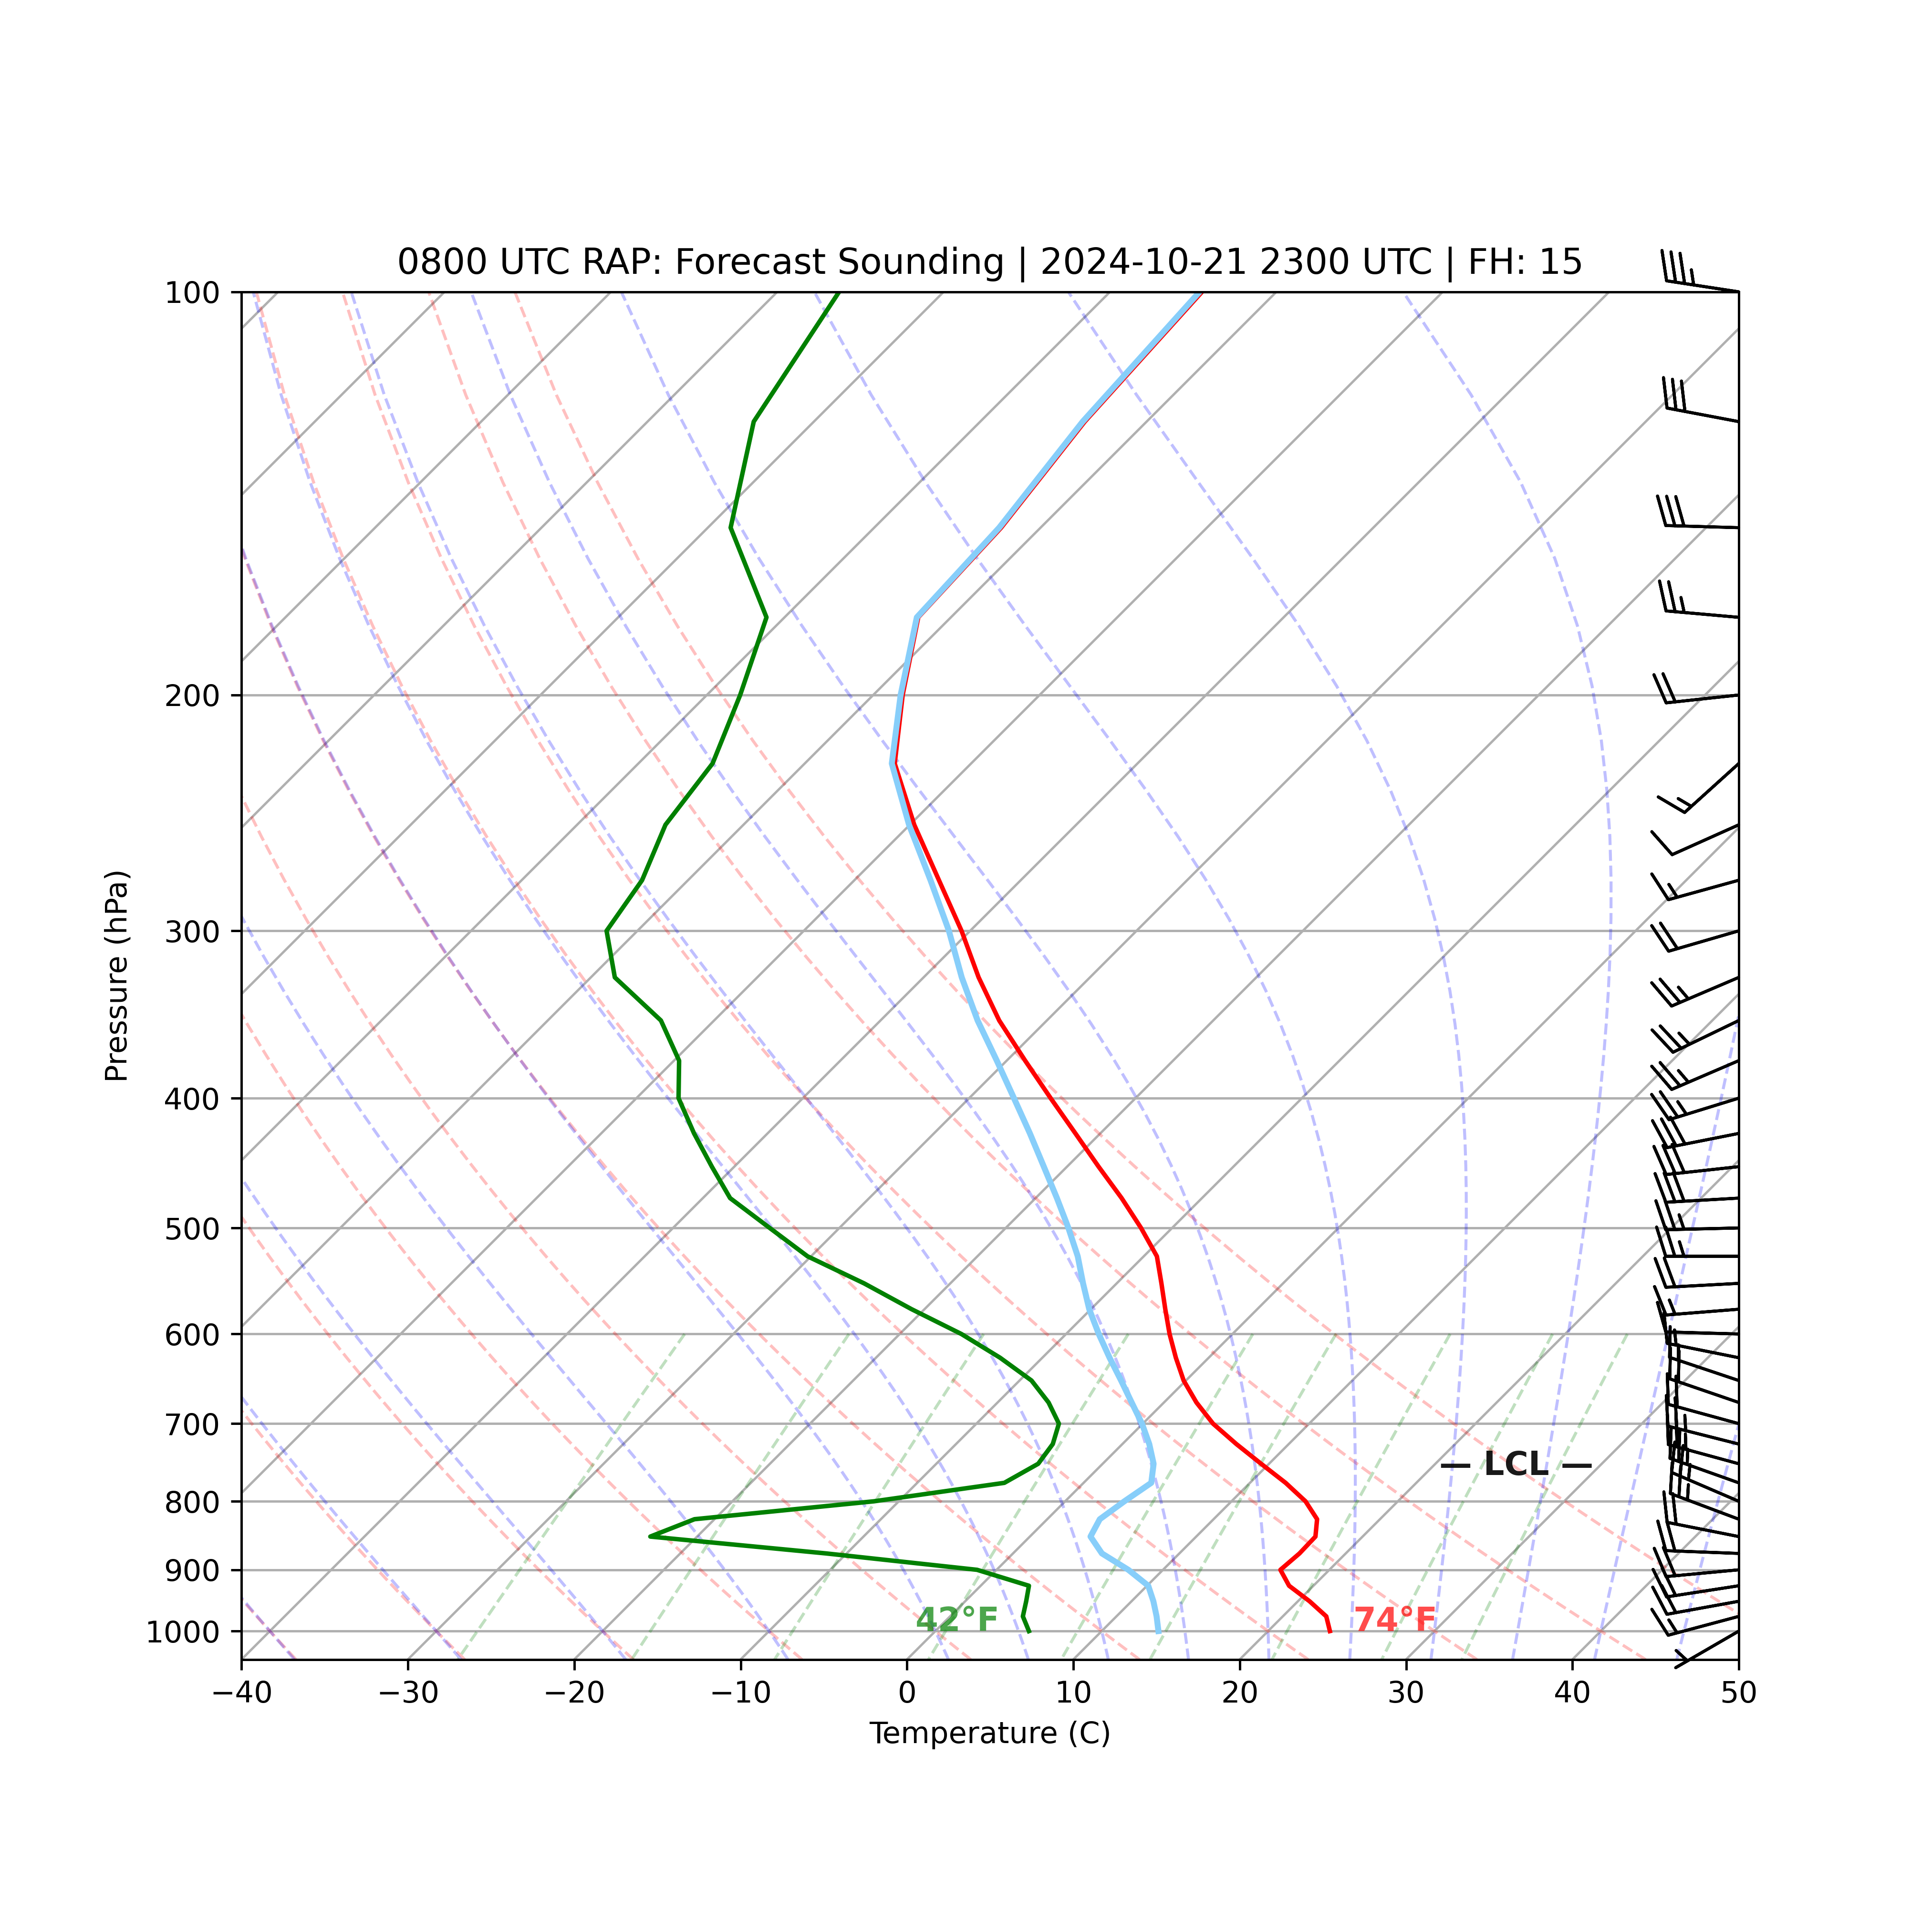 0800 UTC RAP: Forecast Sounding | 2024-10-21 2300 UTC | FH: 15
100
200
300
400
500
600
700
800
900
1000
Pressure (hPa)
— LCL —
42°F
74°F
−40 −30 −20 −10 0 10 20 30 40 50
Temperature (C)